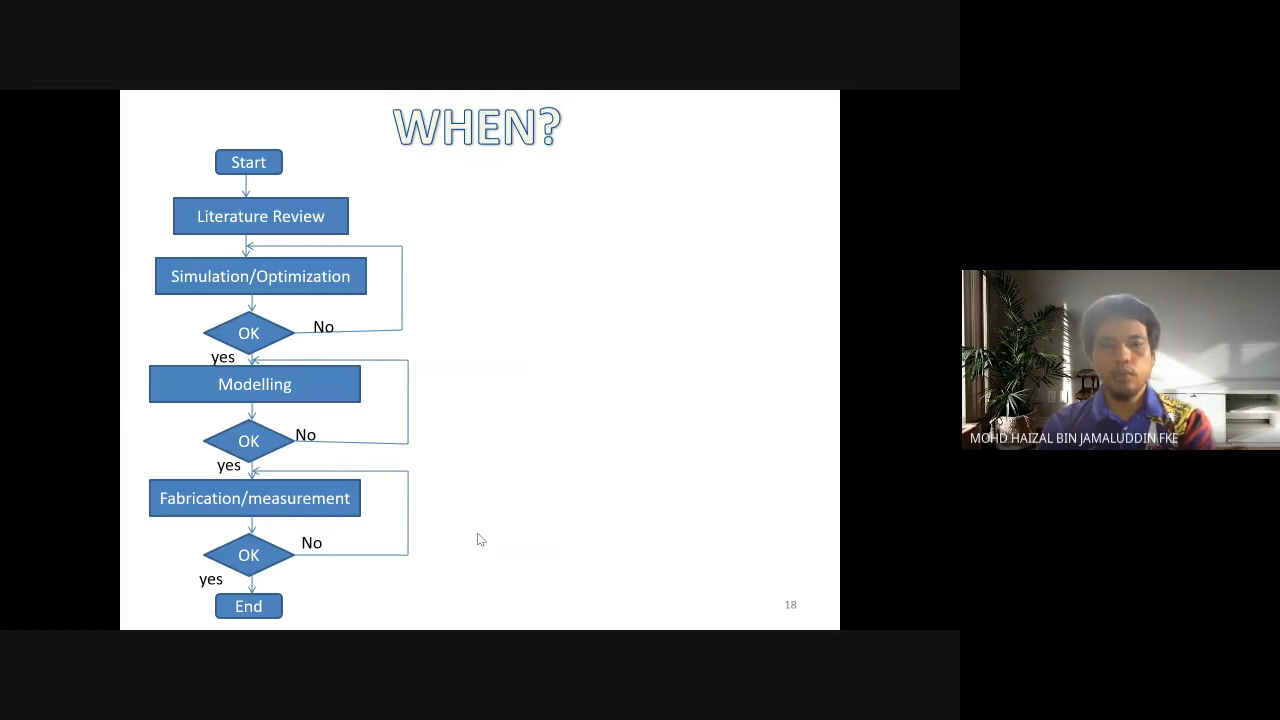 WHEN?
Start
Literature Review
Simulation/Optimization
OK
No
yes
Modelling
OK
No
yes
Fabrication/measurement
OK
No
yes
End
18
MOHD HAIZAL BIN JAMALUDDIN FKE